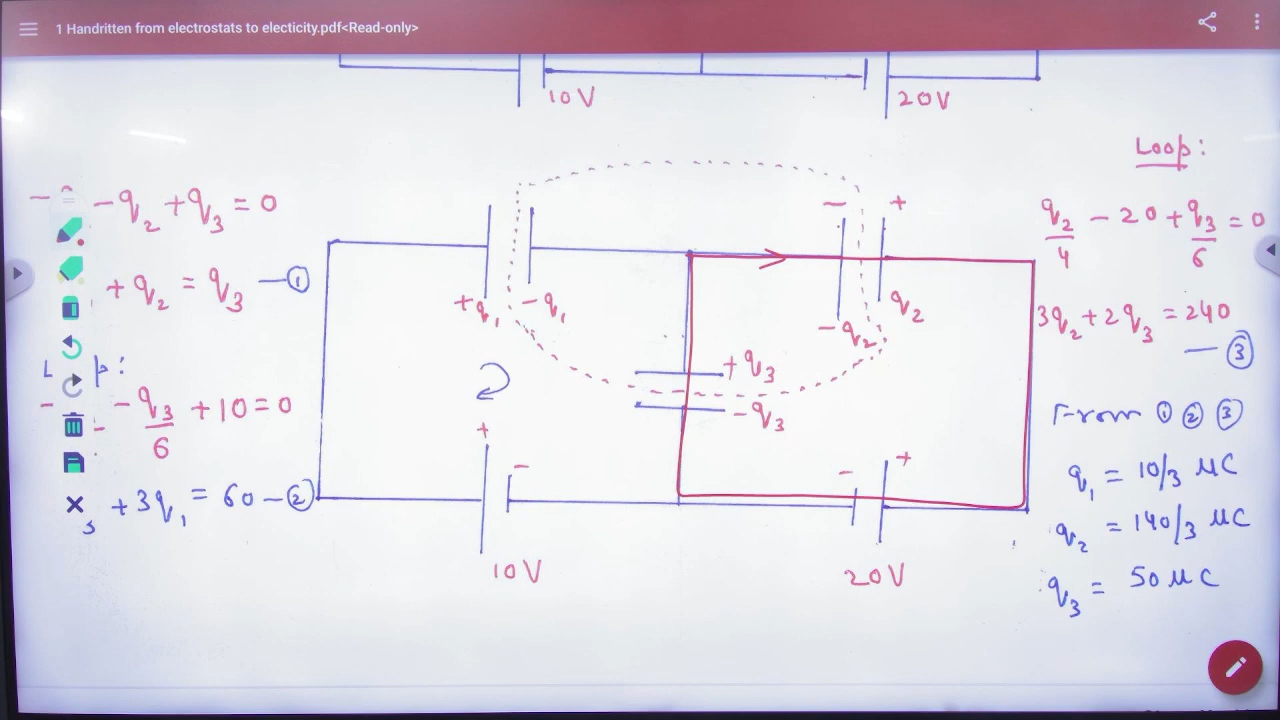 1 Handritten from electrostats to electicity.pdf<Read-only>
10V
20V
- -q₂ + q₃ = 0
+ q₂ = q₃ — ①
L p:
- - q₃/6 + 10 = 0
+ 3q₁ = 60 — ②
+q₁
-q₁
- +
-q₂
q₂
+q₃
-q₃
+ -
- +
10V
20V
Loop:
q₂/4 - 20 + q₃/6 = 0
3q₂ + 2q₃ = 240
— ③
From ① ② ③
q₁ = 10/3 μC
q₂ = 140/3 μC
q₃ = 50 μC